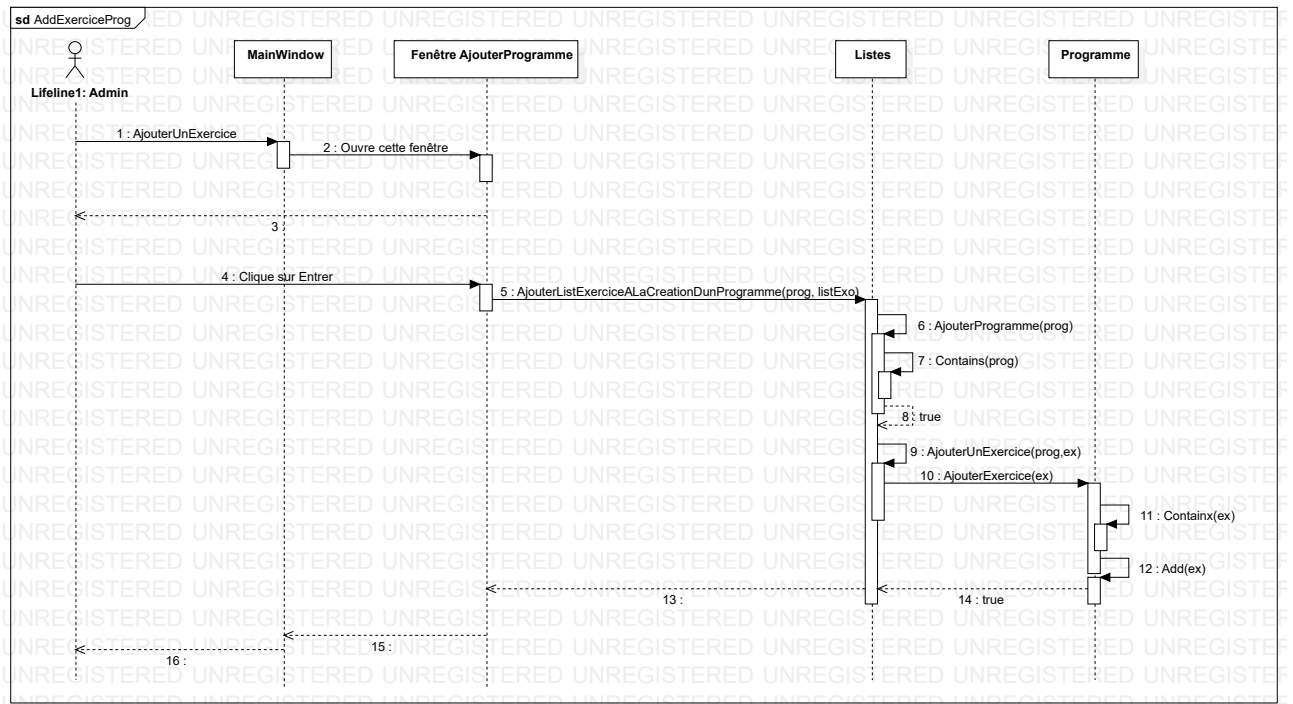 sd AddExerciceProg
MainWindow
Fenêtre AjouterProgramme
Listes
Programme
Lifeline1: Admin
1 : AjouterUnExercice
2 : Ouvre cette fenêtre
3 :
4 : Clique sur Entrer
5 : AjouterListExerciceALaCreationDunProgramme(prog, listExo)
6 : AjouterProgramme(prog)
7 : Contains(prog)
8 : true
9 : AjouterUnExercice(prog,ex)
10 : AjouterExercice(ex)
11 : Containx(ex)
12 : Add(ex)
13 :
14 : true
15 :
16 :
UNREGISTERED